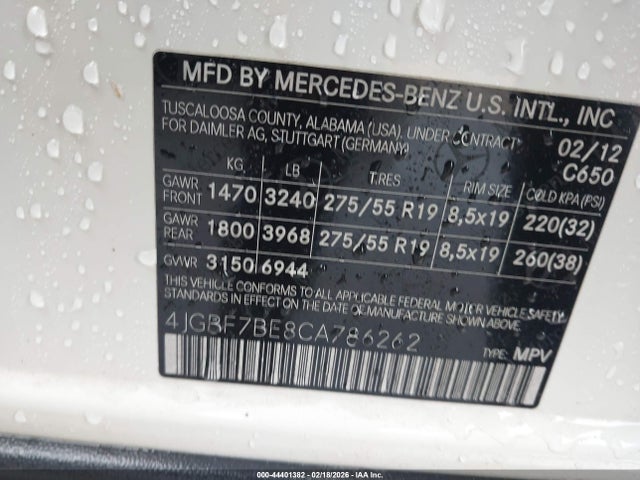 MFD BY MERCEDES-BENZ U.S. INTL., INC
TUSCALOOSA COUNTY, ALABAMA (USA). UNDER CONTRACT
FOR DAIMLER AG, STUTTGART (GERMANY) 02/12
C650
KG LB T.RES RIM SIZE COLD KPA(PSI)
GAWR FRONT 1470 3240 275/55 R19 8,5x19 220(32)
GAWR REAR 1800 3968 275/55 R19 8,5x19 260(38)
GVWR 3150 6944
THIS VEHICLE CONFORMS TO ALL APPLICABLE U.S. FEDERAL MOTOR VEHICLE SAFETY
STANDARDS IN EFFECT ON THE DATE OF MANUFACTURE SHOWN ABOVE.
4JGBF7BE8CA786262 TYPE: MPV
000-44401382 - 02/18/2026 - IAA Inc.